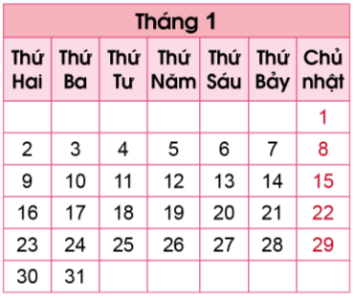 Tháng 1
Thứ Hai Thứ Ba Thứ Tư Thứ Năm Thứ Sáu Thứ Bảy Chủ nhật
1
2 3 4 5 6 7 8
9 10 11 12 13 14 15
16 17 18 19 20 21 22
23 24 25 26 27 28 29
30 31